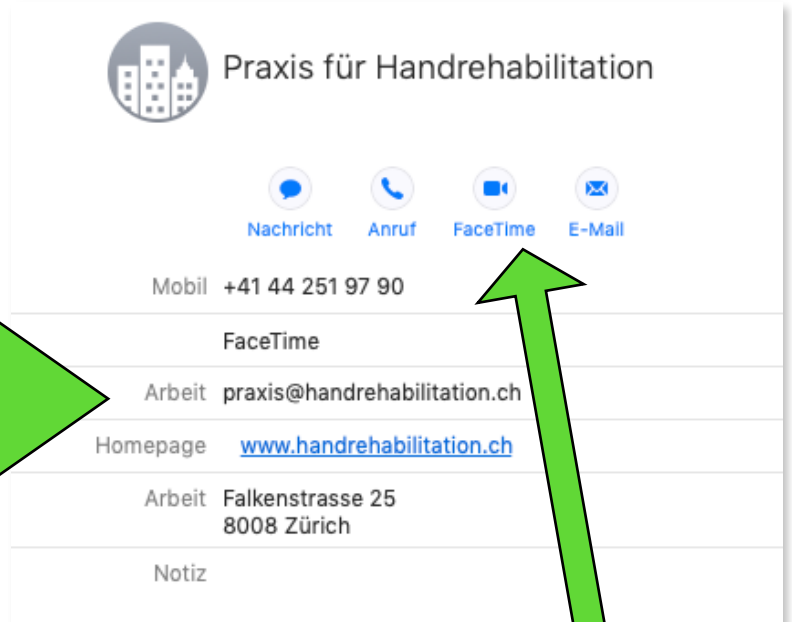 Praxis für Handrehabilitation
Nachricht Anruf FaceTime E-Mail
Mobil +41 44 251 97 90
FaceTime
Arbeit praxis@handrehabilitation.ch
Homepage www.handrehabilitation.ch
Arbeit Falkenstrasse 25
8008 Zürich
Notiz